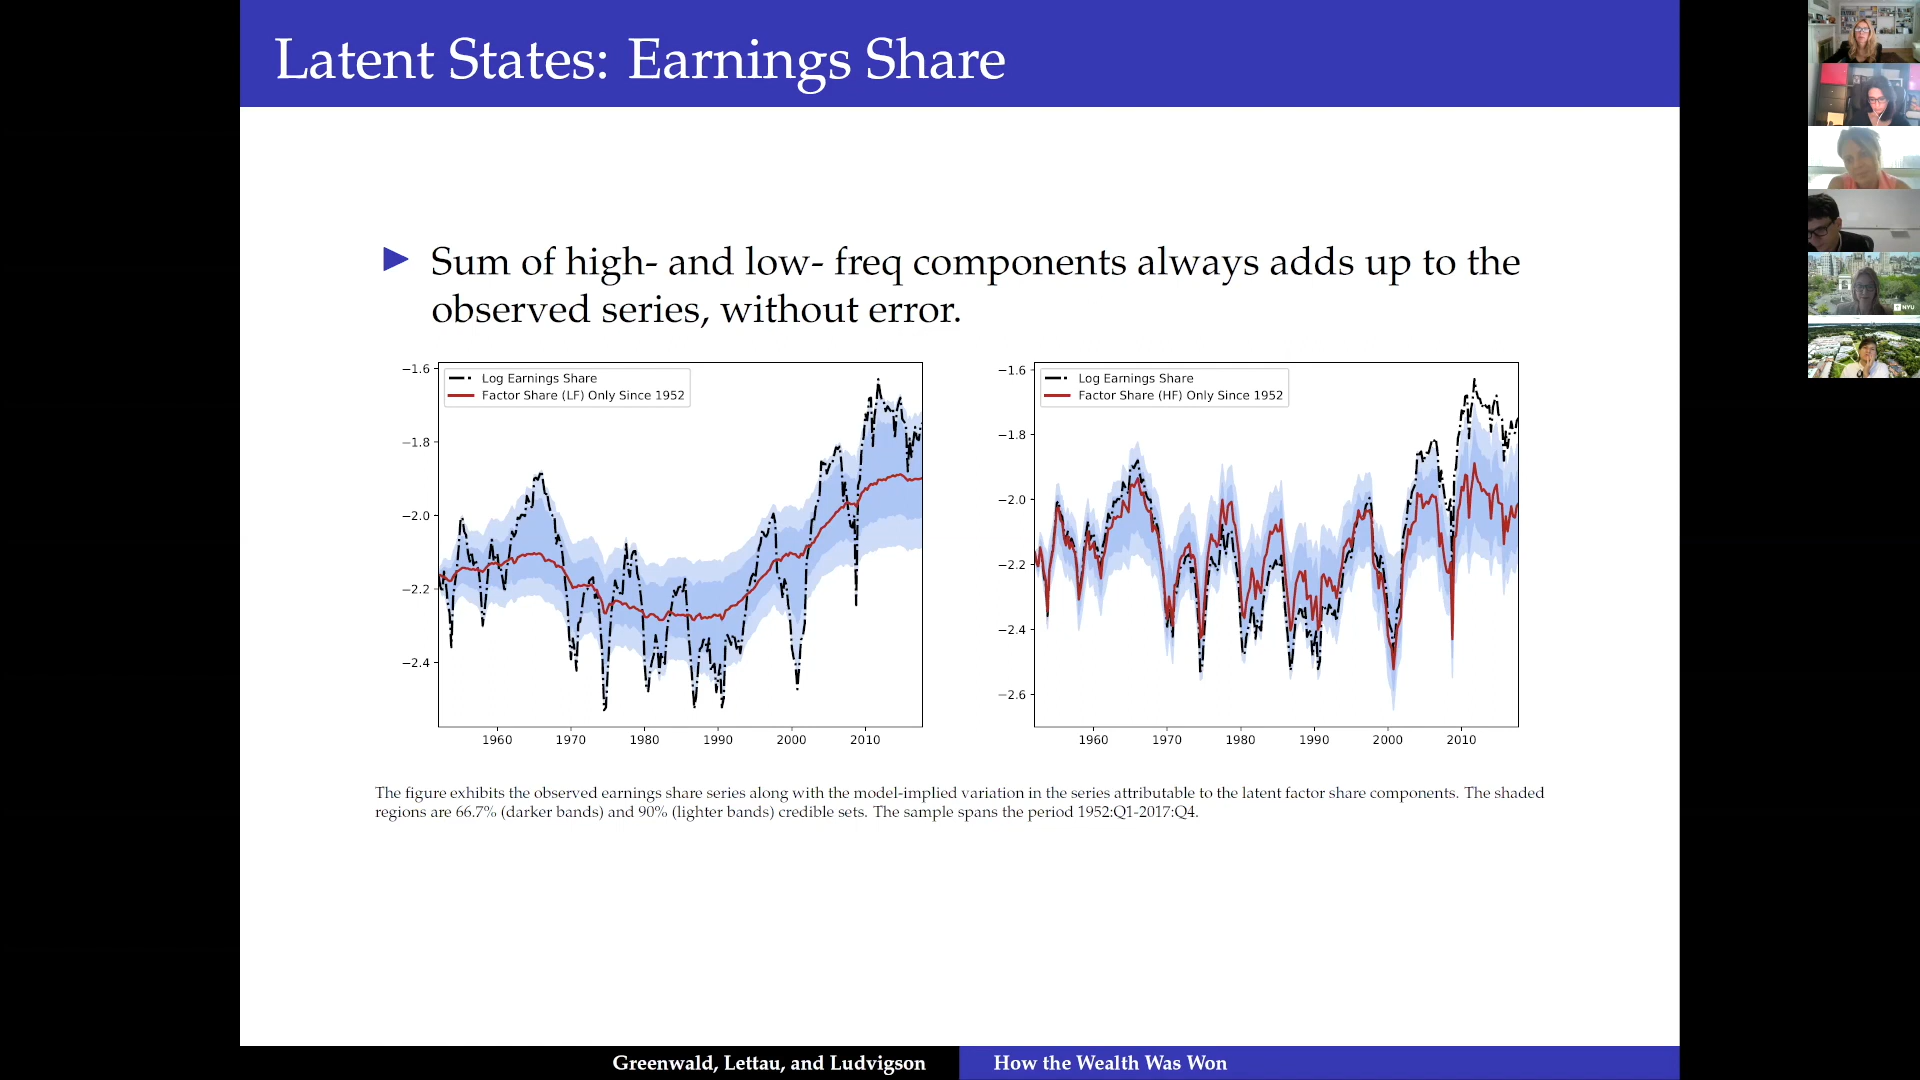 Latent States: Earnings Share
▶ Sum of high- and low- freq components always adds up to the
observed series, without error.
Log Earnings Share
Factor Share (LF) Only Since 1952
−1.6
−1.8
−2.0
−2.2
−2.4
1960 1970 1980 1990 2000 2010
Log Earnings Share
Factor Share (HF) Only Since 1952
−1.6
−1.8
−2.0
−2.2
−2.4
−2.6
1960 1970 1980 1990 2000 2010
The figure exhibits the observed earnings share series along with the model-implied variation in the series attributable to the latent factor share components. The shaded
regions are 66.7% (darker bands) and 90% (lighter bands) credible sets. The sample spans the period 1952:Q1-2017:Q4.
Greenwald, Lettau, and Ludvigson
How the Wealth Was Won
NYU